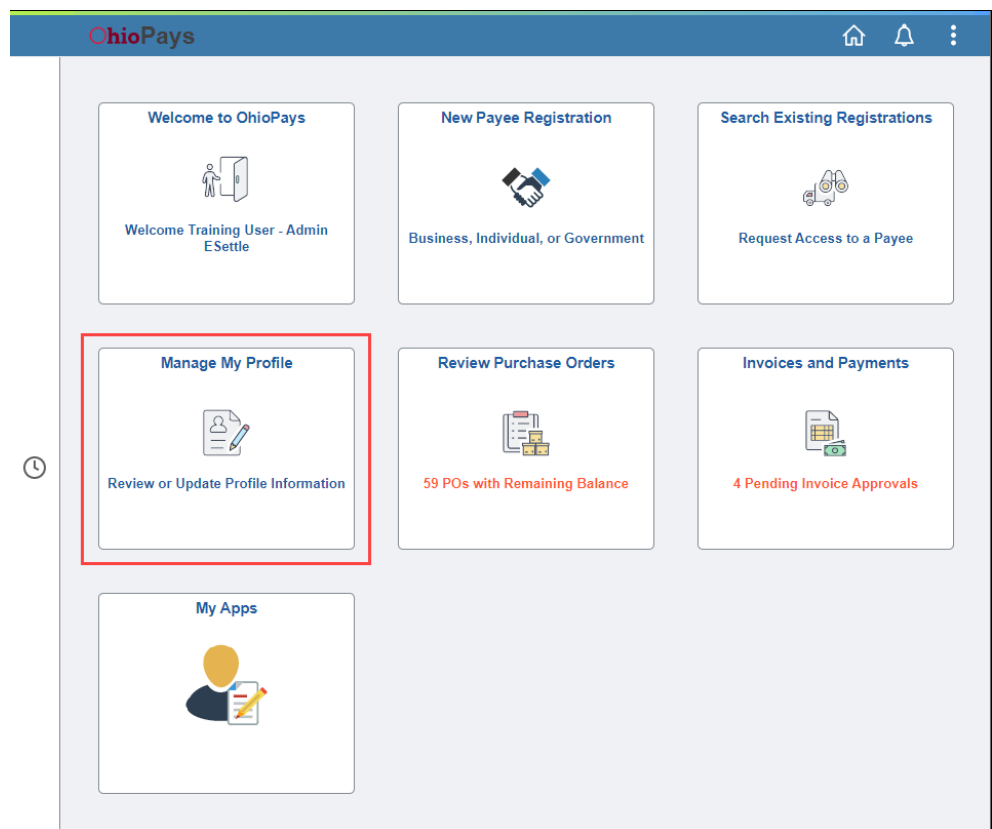 OhioPays
Welcome to OhioPays
Welcome Training User - Admin
ESettle
New Payee Registration
Business, Individual, or Government
Search Existing Registrations
Request Access to a Payee
Manage My Profile
Review or Update Profile Information
Review Purchase Orders
59 POs with Remaining Balance
Invoices and Payments
4 Pending Invoice Approvals
My Apps